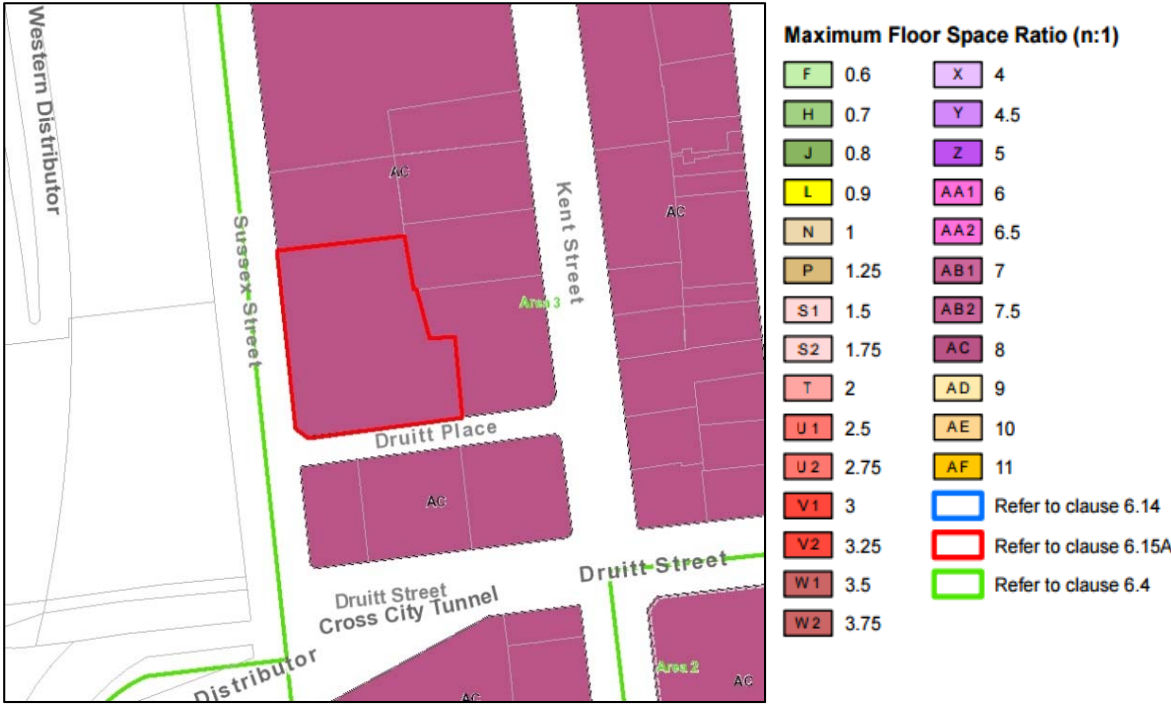 Western Distributor
AC
Kent Street
AC
Sussex Street
Area 3
Druitt Place
AC
Druitt Street
Druitt Street
Cross City Tunnel
Distributor
Area 2
AC
AC
Maximum Floor Space Ratio (n:1)
F 0.6
H 0.7
J 0.8
L 0.9
N 1
P 1.25
S1 1.5
S2 1.75
T 2
U1 2.5
U2 2.75
V1 3
V2 3.25
W1 3.5
W2 3.75
X 4
Y 4.5
Z 5
AA1 6
AA2 6.5
AB1 7
AB2 7.5
AC 8
AD 9
AE 10
AF 11
Refer to clause 6.14
Refer to clause 6.15A
Refer to clause 6.4